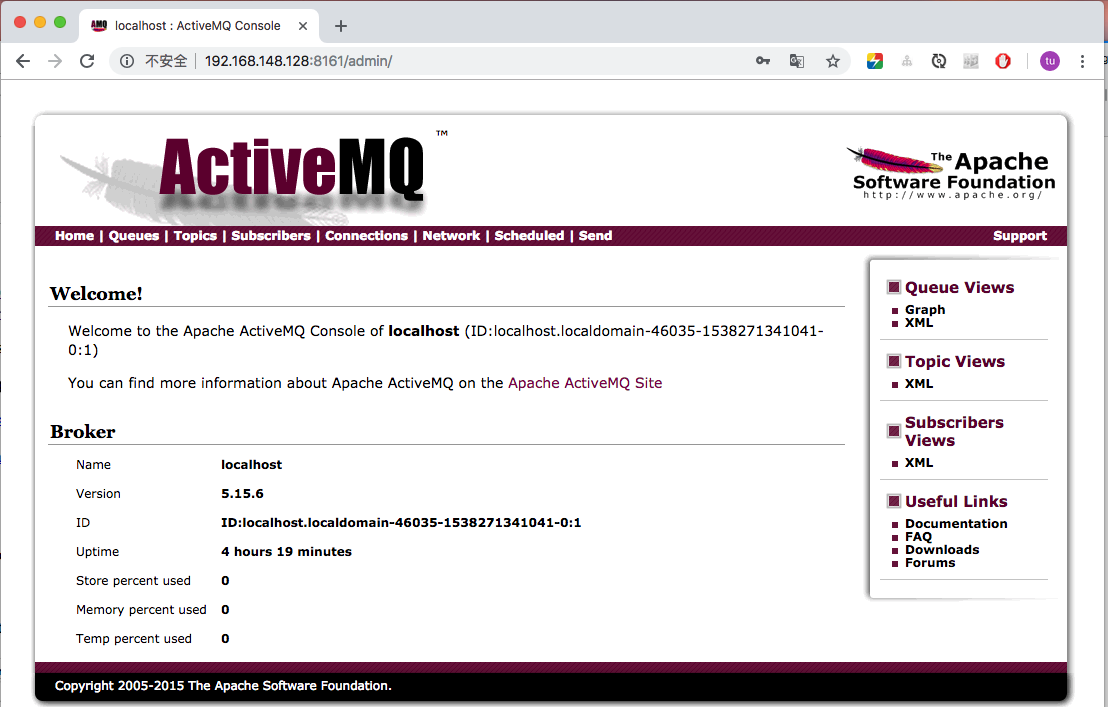 localhost : ActiveMQ Console
不安全 192.168.148.128:8161/admin/
tu
ActiveMQ™
The Apache
Software Foundation
http://www.apache.org/
Home | Queues | Topics | Subscribers | Connections | Network | Scheduled | Send
Support
Welcome!
Welcome to the Apache ActiveMQ Console of localhost (ID:localhost.localdomain-46035-1538271341041-
0:1)
You can find more information about Apache ActiveMQ on the Apache ActiveMQ Site
Broker
Name localhost
Version 5.15.6
ID ID:localhost.localdomain-46035-1538271341041-0:1
Uptime 4 hours 19 minutes
Store percent used 0
Memory percent used 0
Temp percent used 0
Queue Views
Graph
XML
Topic Views
XML
Subscribers
Views
XML
Useful Links
Documentation
FAQ
Downloads
Forums
Copyright 2005-2015 The Apache Software Foundation.